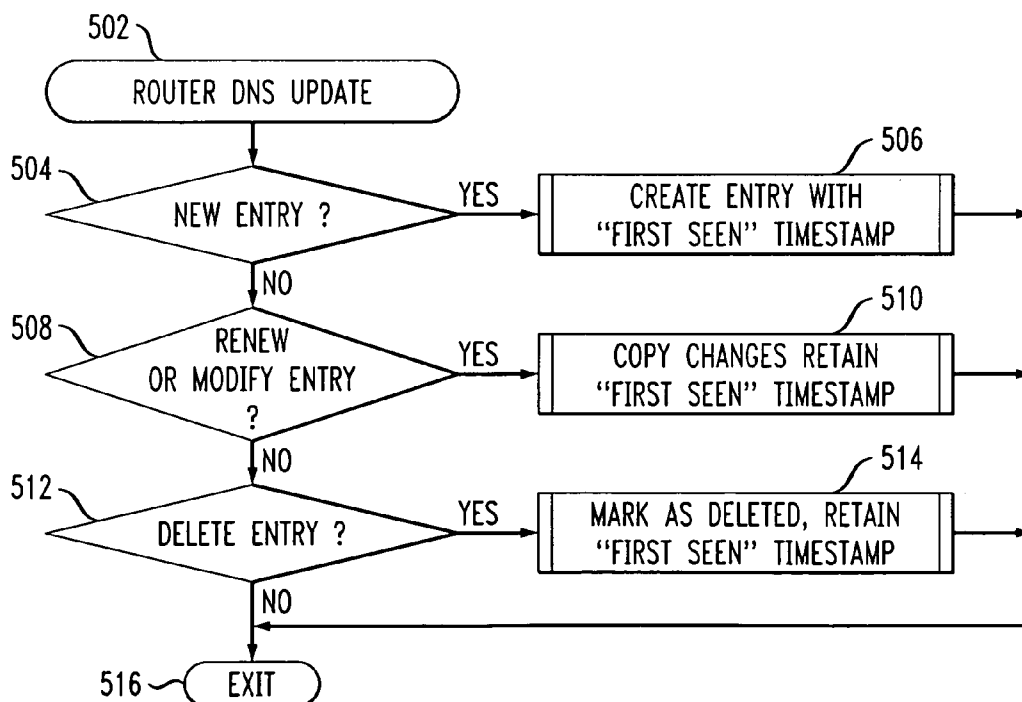 502
ROUTER DNS UPDATE
504
NEW ENTRY ?
YES
506
CREATE ENTRY WITH
“FIRST SEEN” TIMESTAMP
NO
508
RENEW
OR MODIFY ENTRY
?
YES
510
COPY CHANGES RETAIN
“FIRST SEEN” TIMESTAMP
NO
512
DELETE ENTRY ?
YES
514
MARK AS DELETED, RETAIN
“FIRST SEEN” TIMESTAMP
NO
516
EXIT